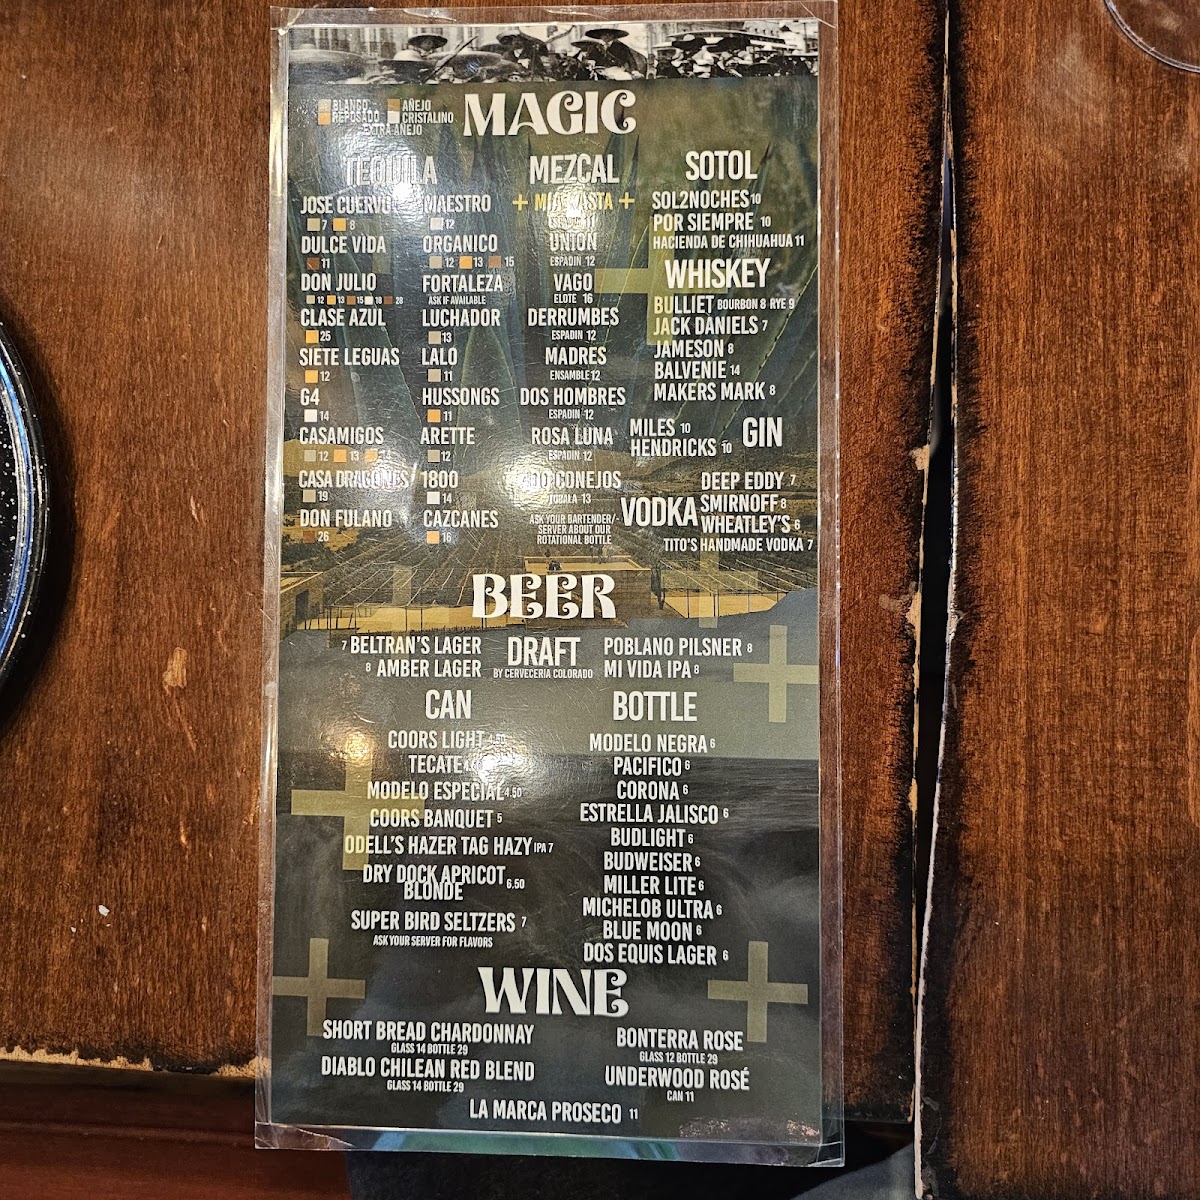 MAGIC
BLANCO AÑEJO
REPOSADO CRISTALINO
EXTRA AÑEJO
TEQUILA
JOSE CUERVO
7 8
DULCE VIDA
11
DON JULIO
12 13 15 18 28
CLASE AZUL
25
SIETE LEGUAS
12
G4
14
CASAMIGOS
12 13 14
CASA DRAGONES
19
DON FULANO
26
MAESTRO
12
ORGANICO
12 13 15
FORTALEZA
ASK IF AVAILABLE
LUCHADOR
13
LALO
11
HUSSONGS
11
ARETTE
12
1800
14
CAZCANES
16
MEZCAL
+ +
11
UNION
ESPADIN 12
VAGO
ELOTE 16
DERRUMBES
ESPADIN 12
MADRES
ENSAMBLE 12
DOS HOMBRES
ESPADIN 12
ROSA LUNA
ESPADIN 12
CONEJOS
13
ASK YOUR BARTENDER/
SERVER ABOUT OUR
ROTATIONAL BOTTLE
SOTOL
SOL2NOCHES 10
POR SIEMPRE 10
HACIENDA DE CHIHUAHUA 11
WHISKEY
BULLIET BOURBON 8 RYE 9
JACK DANIELS 7
JAMESON 8
BALVENIE 14
MAKERS MARK 8
GIN
MILES 10
HENDRICKS 10
VODKA
DEEP EDDY 7
SMIRNOFF 8
WHEATLEY'S 6
TITO'S HANDMADE VODKA 7
BEER
DRAFT
BY CERVECERIA COLORADO
7 BELTRAN'S LAGER
8 AMBER LAGER
POBLANO PILSNER 8
MI VIDA IPA 8
CAN
COORS LIGHT 4.50
TECATE
MODELO ESPECIAL 4.50
COORS BANQUET 5
ODELL'S HAZER TAG HAZY IPA 7
DRY DOCK APRICOT
BLONDE 6.50
SUPER BIRD SELTZERS 7
ASK YOUR SERVER FOR FLAVORS
BOTTLE
MODELO NEGRA 6
PACIFICO 6
CORONA 6
ESTRELLA JALISCO 6
BUDLIGHT 6
BUDWEISER 6
MILLER LITE 6
MICHELOB ULTRA 6
BLUE MOON 6
DOS EQUIS LAGER 6
WINE
SHORT BREAD CHARDONNAY
GLASS 14 BOTTLE 29
DIABLO CHILEAN RED BLEND
GLASS 14 BOTTLE 29
BONTERRA ROSE
GLASS 12 BOTTLE 29
UNDERWOOD ROSÉ
CAN 11
LA MARCA PROSECO 11